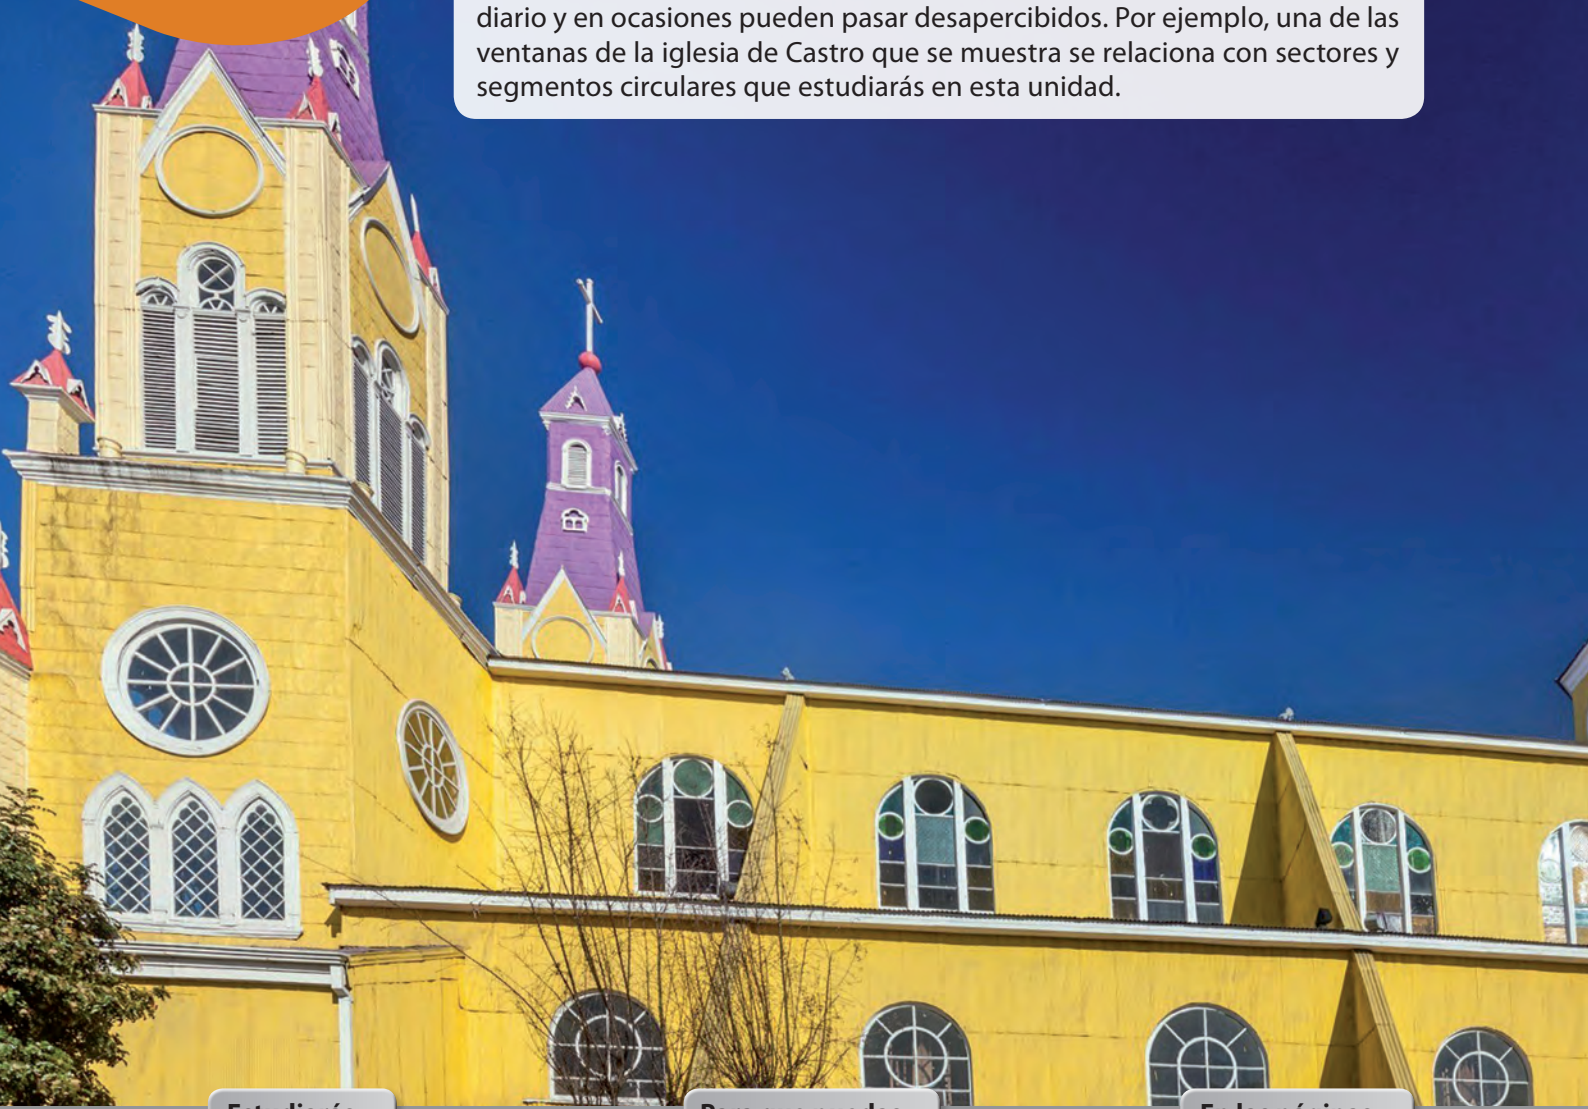 diario y en ocasiones pueden pasar desapercibidos. Por ejemplo, una de las
ventanas de la iglesia de Castro que se muestra se relaciona con sectores y
segmentos circulares que estudiarás en esta unidad.